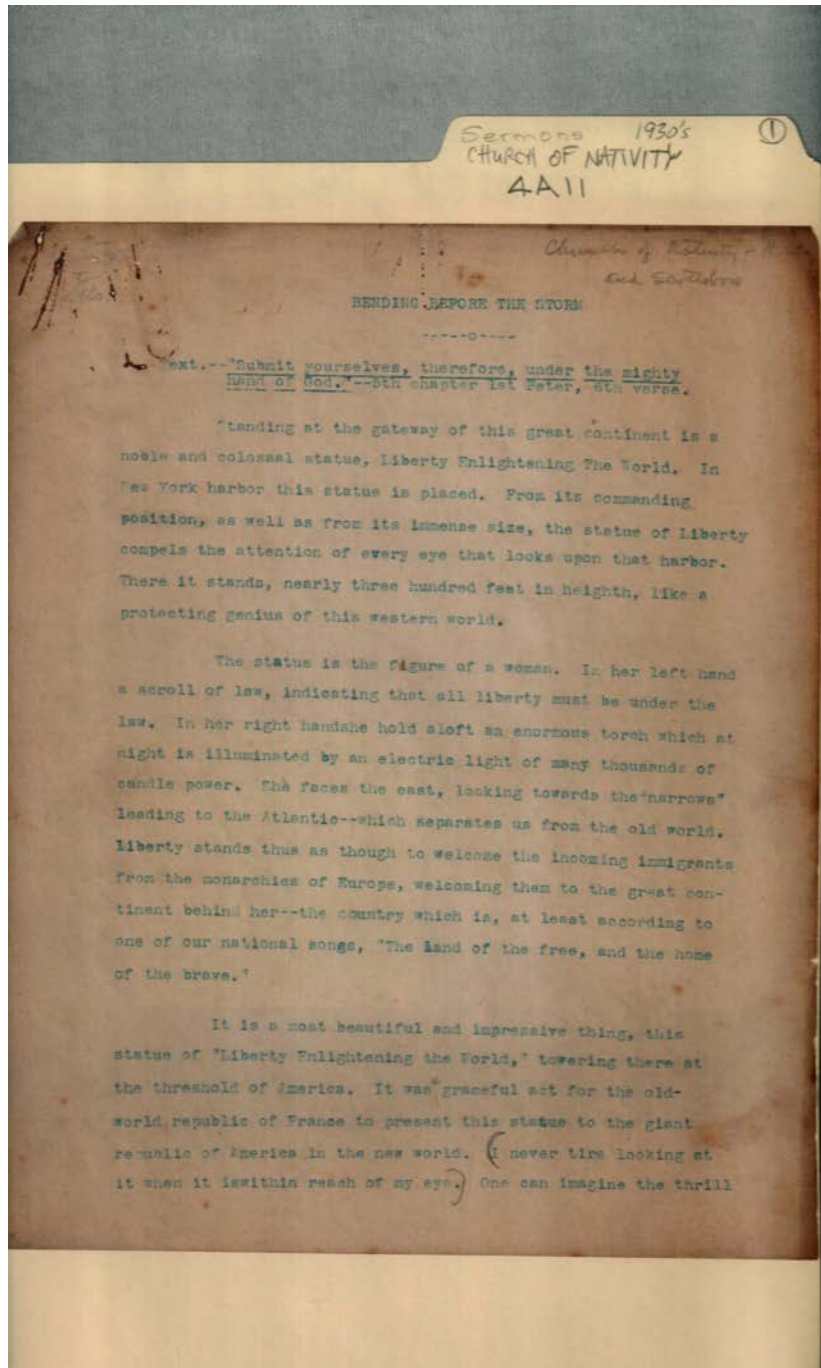 Sermons 1930's ①
CHURCH OF NATIVITY
4A11
Church of Nativity
and Scottsboro
BENDING BEFORE THE STORM
-----o----
Text.--"Submit yourselves, therefore, under the mighty
hand of God."--5th chapter 1st Peter, 6th verse.
Standing at the gateway of this great continent is a
noble and colossal statue, Liberty Enlightening The World. In
New York harbor this statue is placed. From its commanding
position, as well as from its immense size, the statue of Liberty
compels the attention of every eye that looks upon that harbor.
There it stands, nearly three hundred feet in heighth, like a
protecting genius of this western world.
The statue is the figure of a woman. In her left hand
a scroll of law, indicating that all liberty must be under the
law. In her right handshe hold aloft an enormous torch which at
night is illuminated by an electric light of many thousands of
candle power. She faces the east, looking towards the"narrows"
leading to the Atlantic--which separates us from the old world.
Liberty stands thus as though to welcome the incoming immigrants
from the monarchies of Europe, welcoming them to the great con-
tinent behind her--the country which is, at least according to
one of our national songs, "The land of the free, and the home
of the brave."
It is a most beautiful and impressive thing, this
statue of "Liberty Enlightening the World," towering there at
the threshold of America. It was a graceful act for the old-
world republic of France to present this statue to the giant
republic of America in the new world. (I never tire looking at
it when it iswithin reach of my eye.) One can imagine the thrill